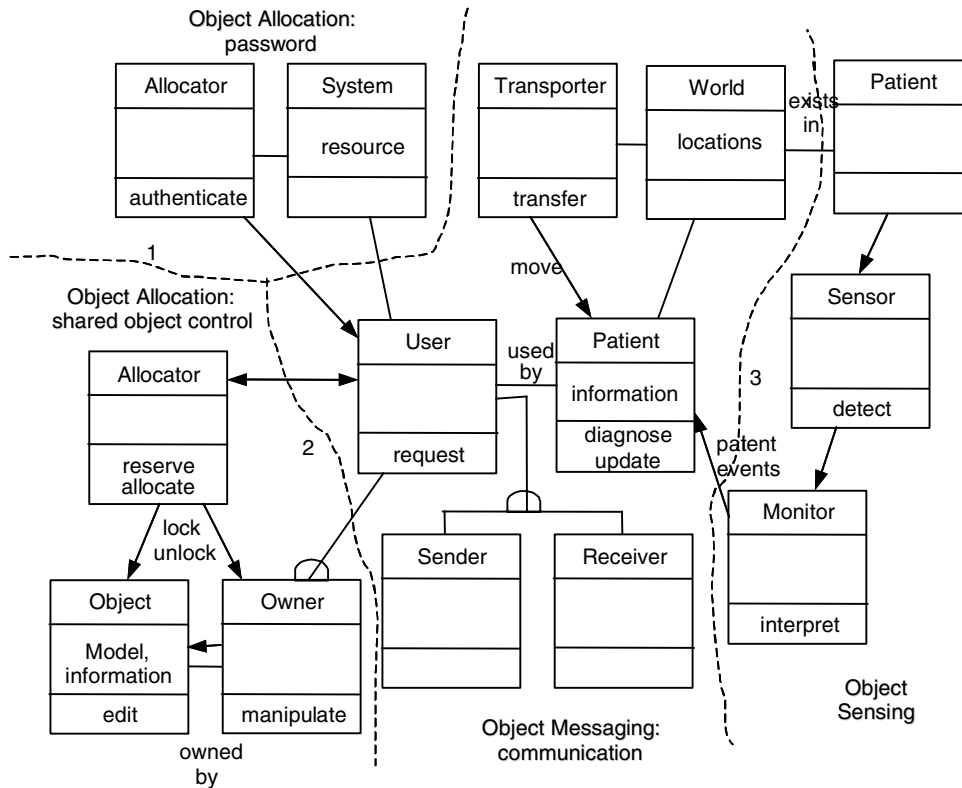 Object Allocation:
password
Allocator
authenticate
System
resource
Transporter
transfer
World
locations
exists
in
Patient
1
move
Object Allocation:
shared object control
Allocator
reserve
allocate
2
User
request
used
by
Patient
information
diagnose
update
3
Sensor
detect
patent
events
Monitor
interpret
lock
unlock
Object
Model,
information
edit
Owner
manipulate
owned
by
Sender
Receiver
Object Messaging:
communication
Object
Sensing